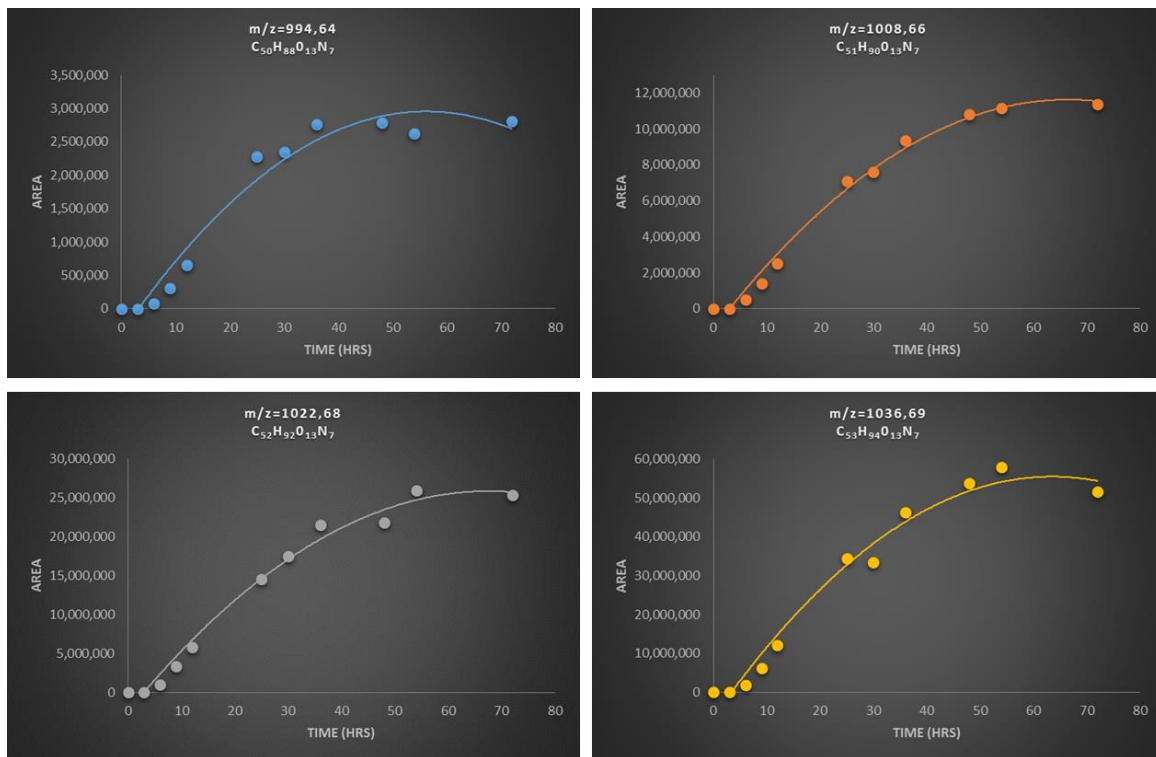 m/z=994,64
C₅₀H₈₈0₁₃N₇
3,500,000
3,000,000
2,500,000
2,000,000
1,500,000
1,000,000
500,000
0
AREA
0 10 20 30 40 50 60 70 80
TIME (HRS)
m/z=1008,66
C₅₁H₉₀0₁₃N₇
12,000,000
10,000,000
8,000,000
6,000,000
4,000,000
2,000,000
0
AREA
0 10 20 30 40 50 60 70 80
TIME (HRS)
m/z=1022,68
C₅₂H₉₂0₁₃N₇
30,000,000
25,000,000
20,000,000
15,000,000
10,000,000
5,000,000
0
AREA
0 10 20 30 40 50 60 70 80
TIME (HRS)
m/z=1036,69
C₅₃H₉₄0₁₃N₇
60,000,000
50,000,000
40,000,000
30,000,000
20,000,000
10,000,000
0
AREA
0 10 20 30 40 50 60 70 80
TIME (HRS)